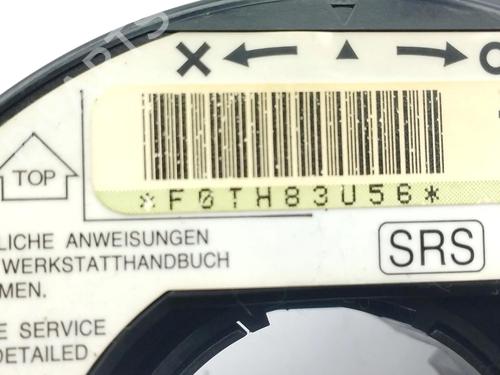 TOP
*F0TH83U56*
LICHE ANWEISUNGEN
WERKSTATTHANDBUCH
MEN.
SRS
E SERVICE
DETAILED